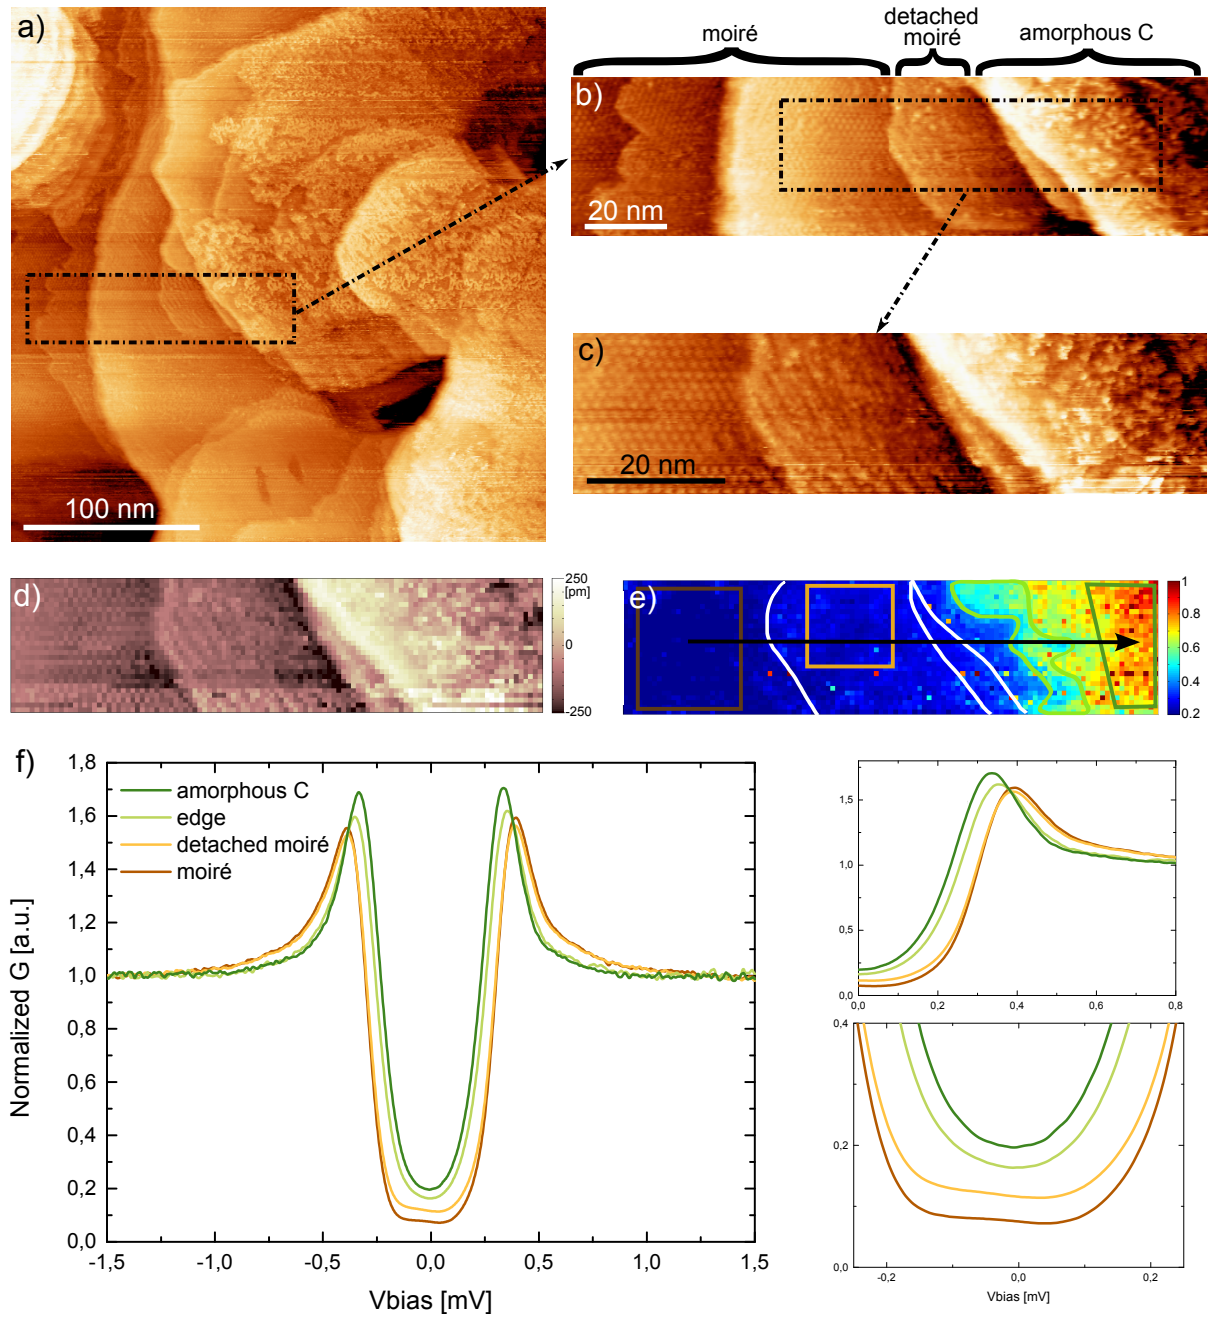 a)
100 nm
moiré
detached
moiré
amorphous C
b)
20 nm
c)
20 nm
d)
250
[pm]
0
-250
e)
1
0.8
0.6
0.4
0.2
f)
1,8
1,6
1,4
1,2
1,0
0,8
0,6
0,4
0,2
0,0
Normalized G [a.u.]
amorphous C
edge
detached moiré
moiré
-1,5
-1,0
-0,5
0,0
0,5
1,0
1,5
Vbias [mV]
1,5
1,0
0,5
0,0
0,0
0,2
0,4
0,6
0,8
0,4
0,2
0,0
-0,2
0,0
0,2
Vbias [mV]